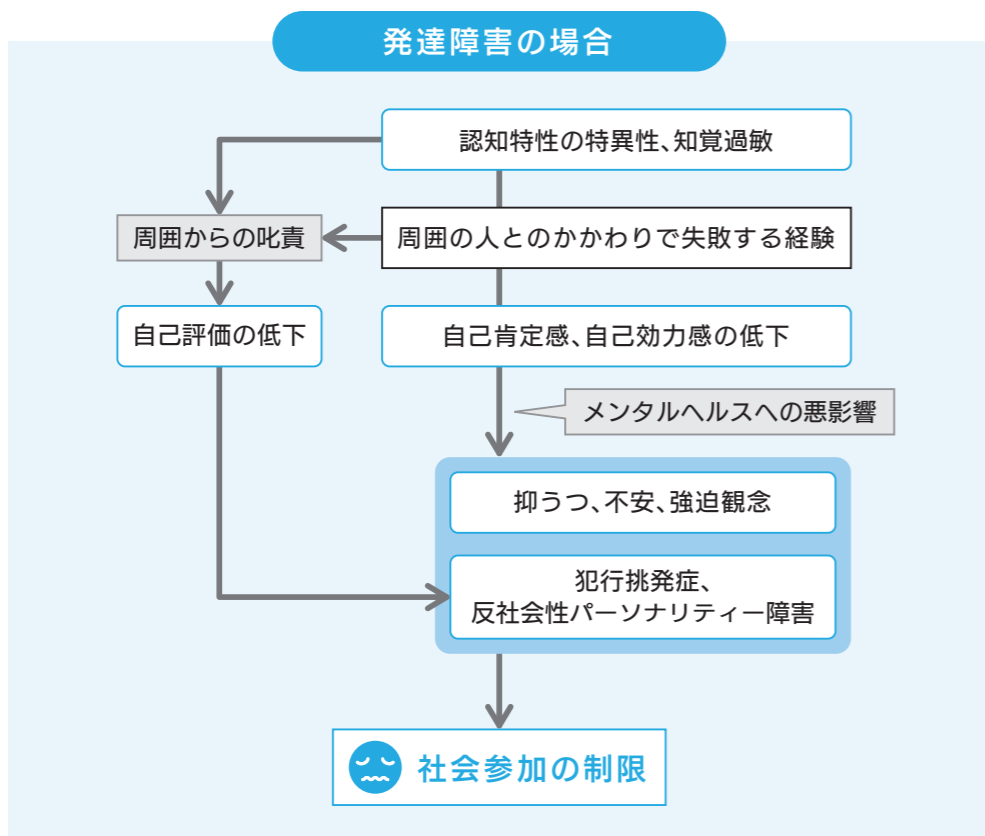 発達障害の場合
認知特性の特異性、知覚過敏
周囲からの叱責
周囲の人とのかかわりで失敗する経験
自己評価の低下
自己肯定感、自己効力感の低下
メンタルヘルスへの悪影響
抑うつ、不安、強迫観念
犯行挑発症、
反社会性パーソナリティー障害
社会参加の制限